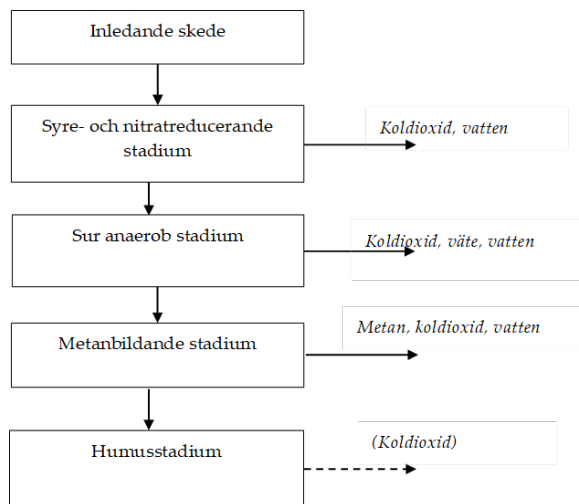 Inledande skede
Syre- och nitratreducerande
stadium
Koldioxid, vatten
Sur anaerob stadium
Koldioxid, väte, vatten
Metanbildande stadium
Metan, koldioxid, vatten
Humusstadium
(Koldioxid)